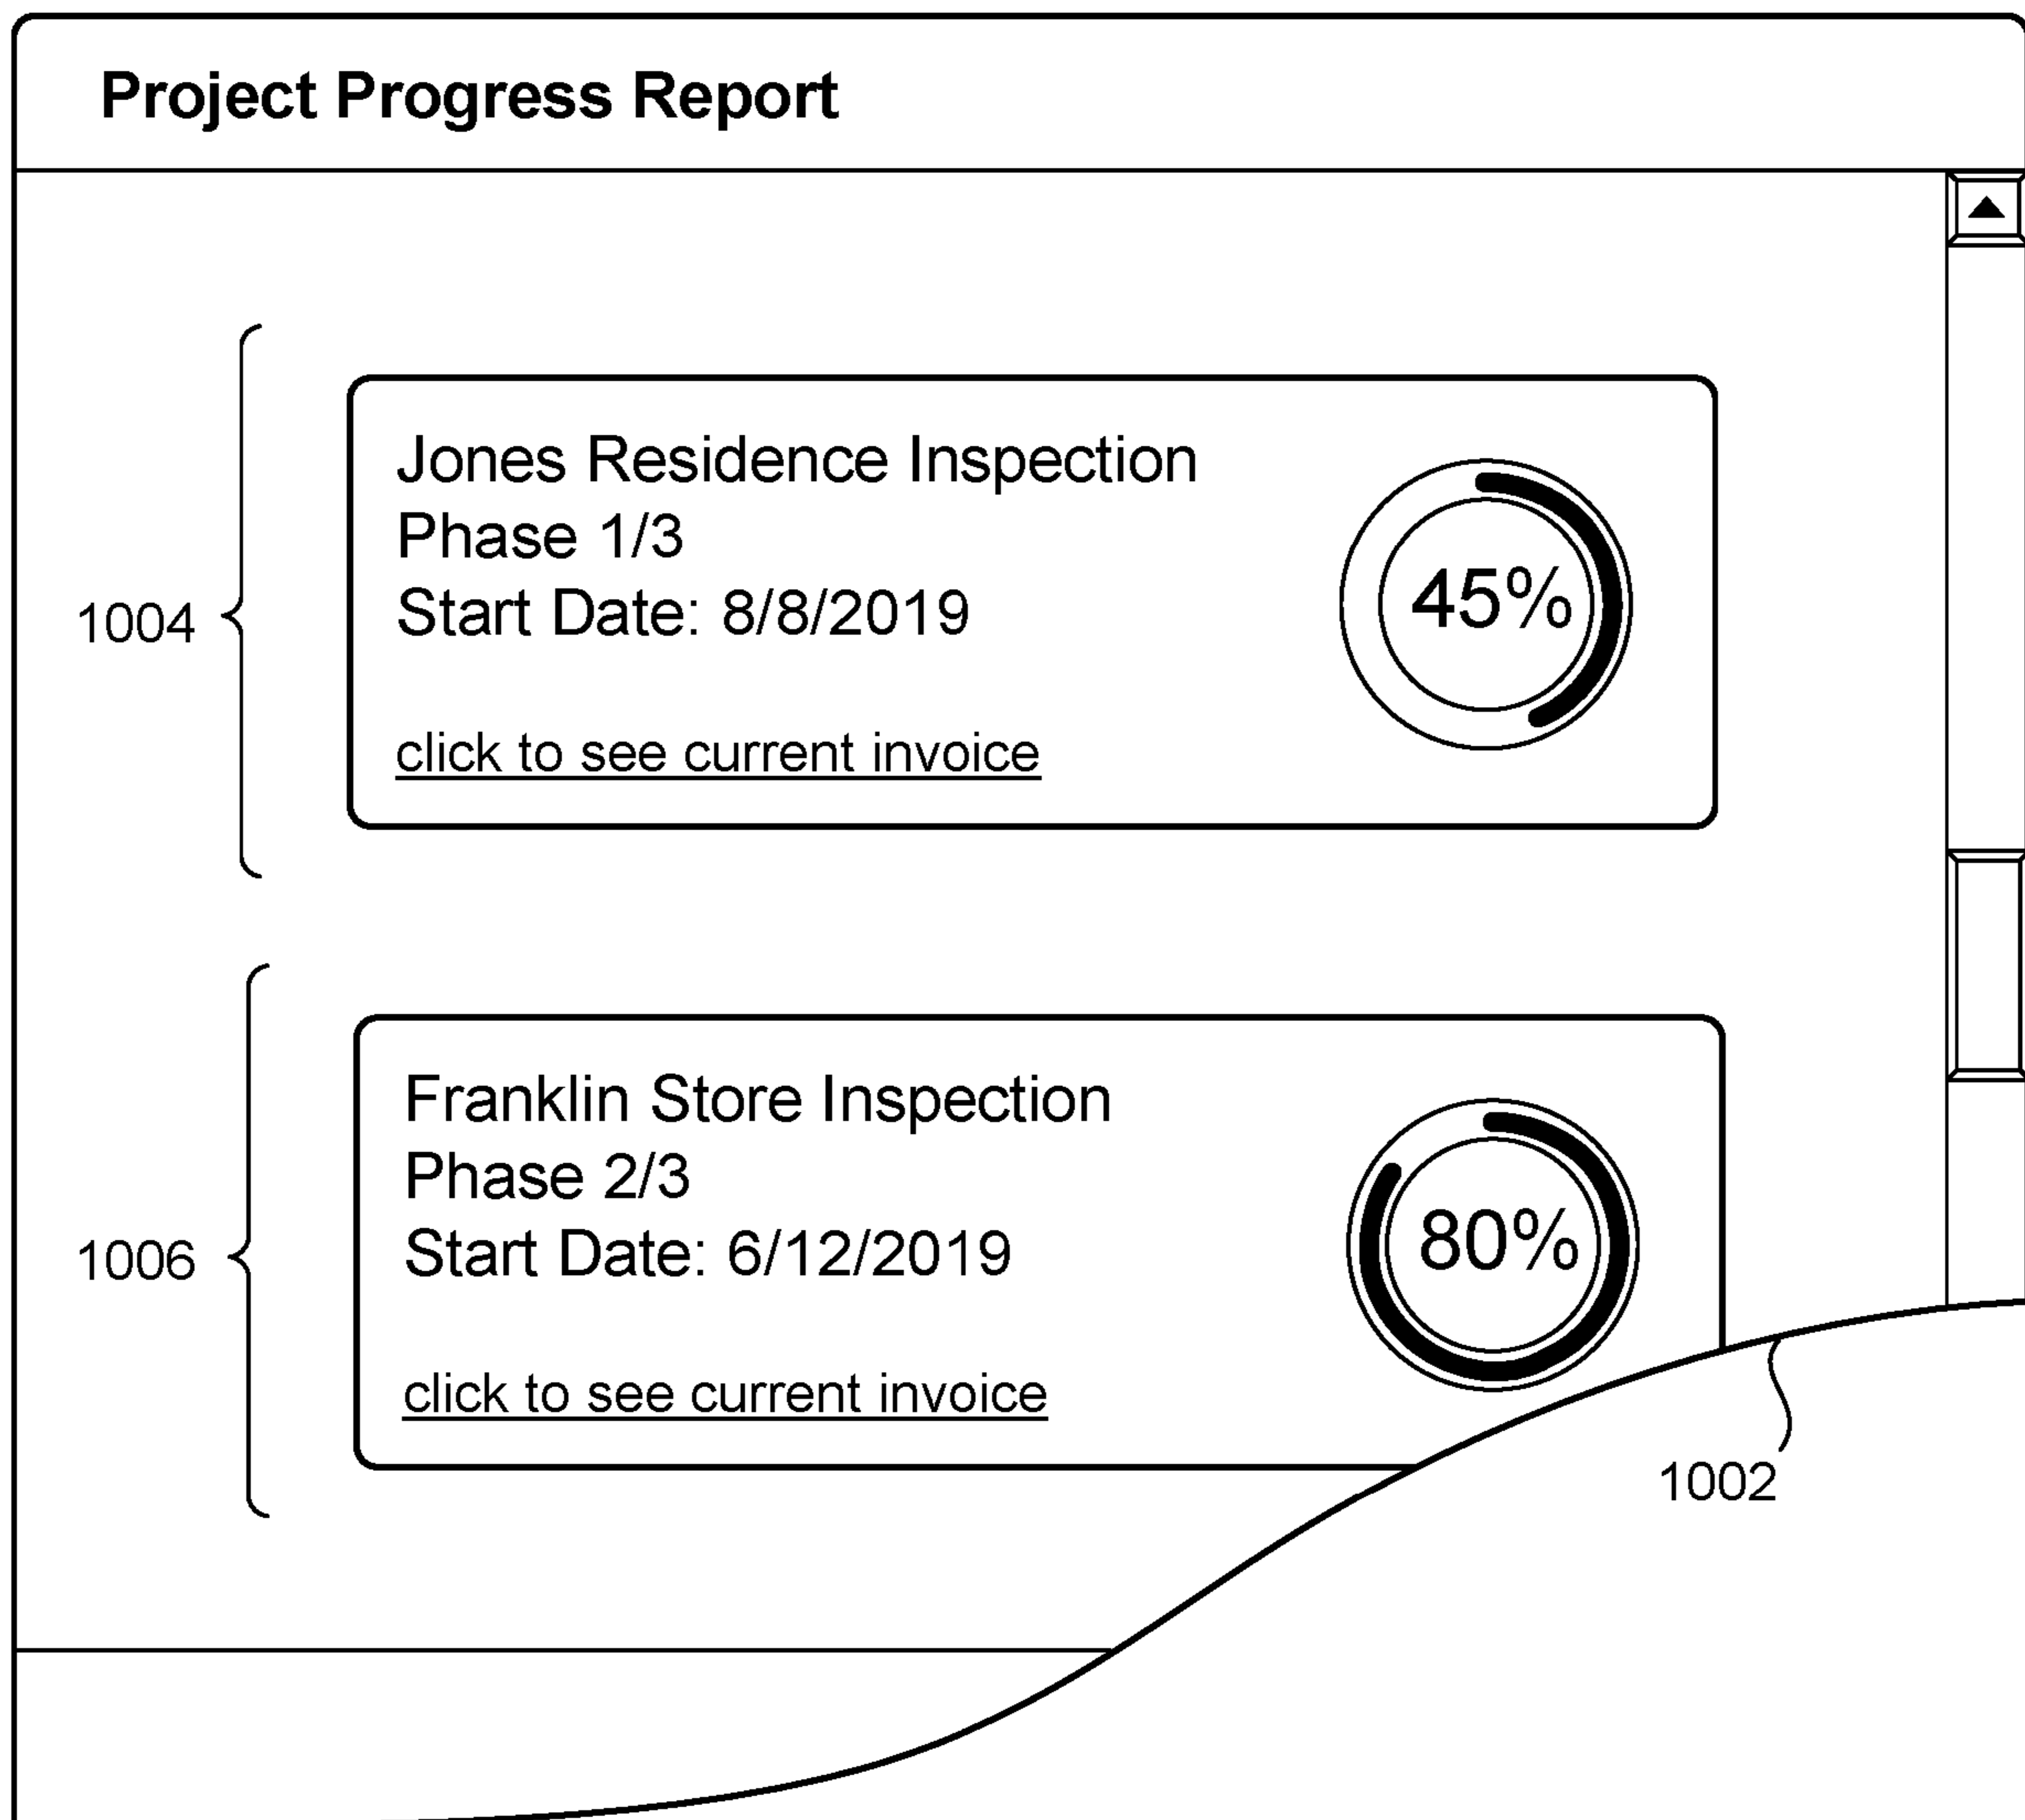 Project Progress Report
1004
Jones Residence Inspection
Phase 1/3
Start Date: 8/8/2019
click to see current invoice
45%
1006
Franklin Store Inspection
Phase 2/3
Start Date: 6/12/2019
click to see current invoice
80%
1002